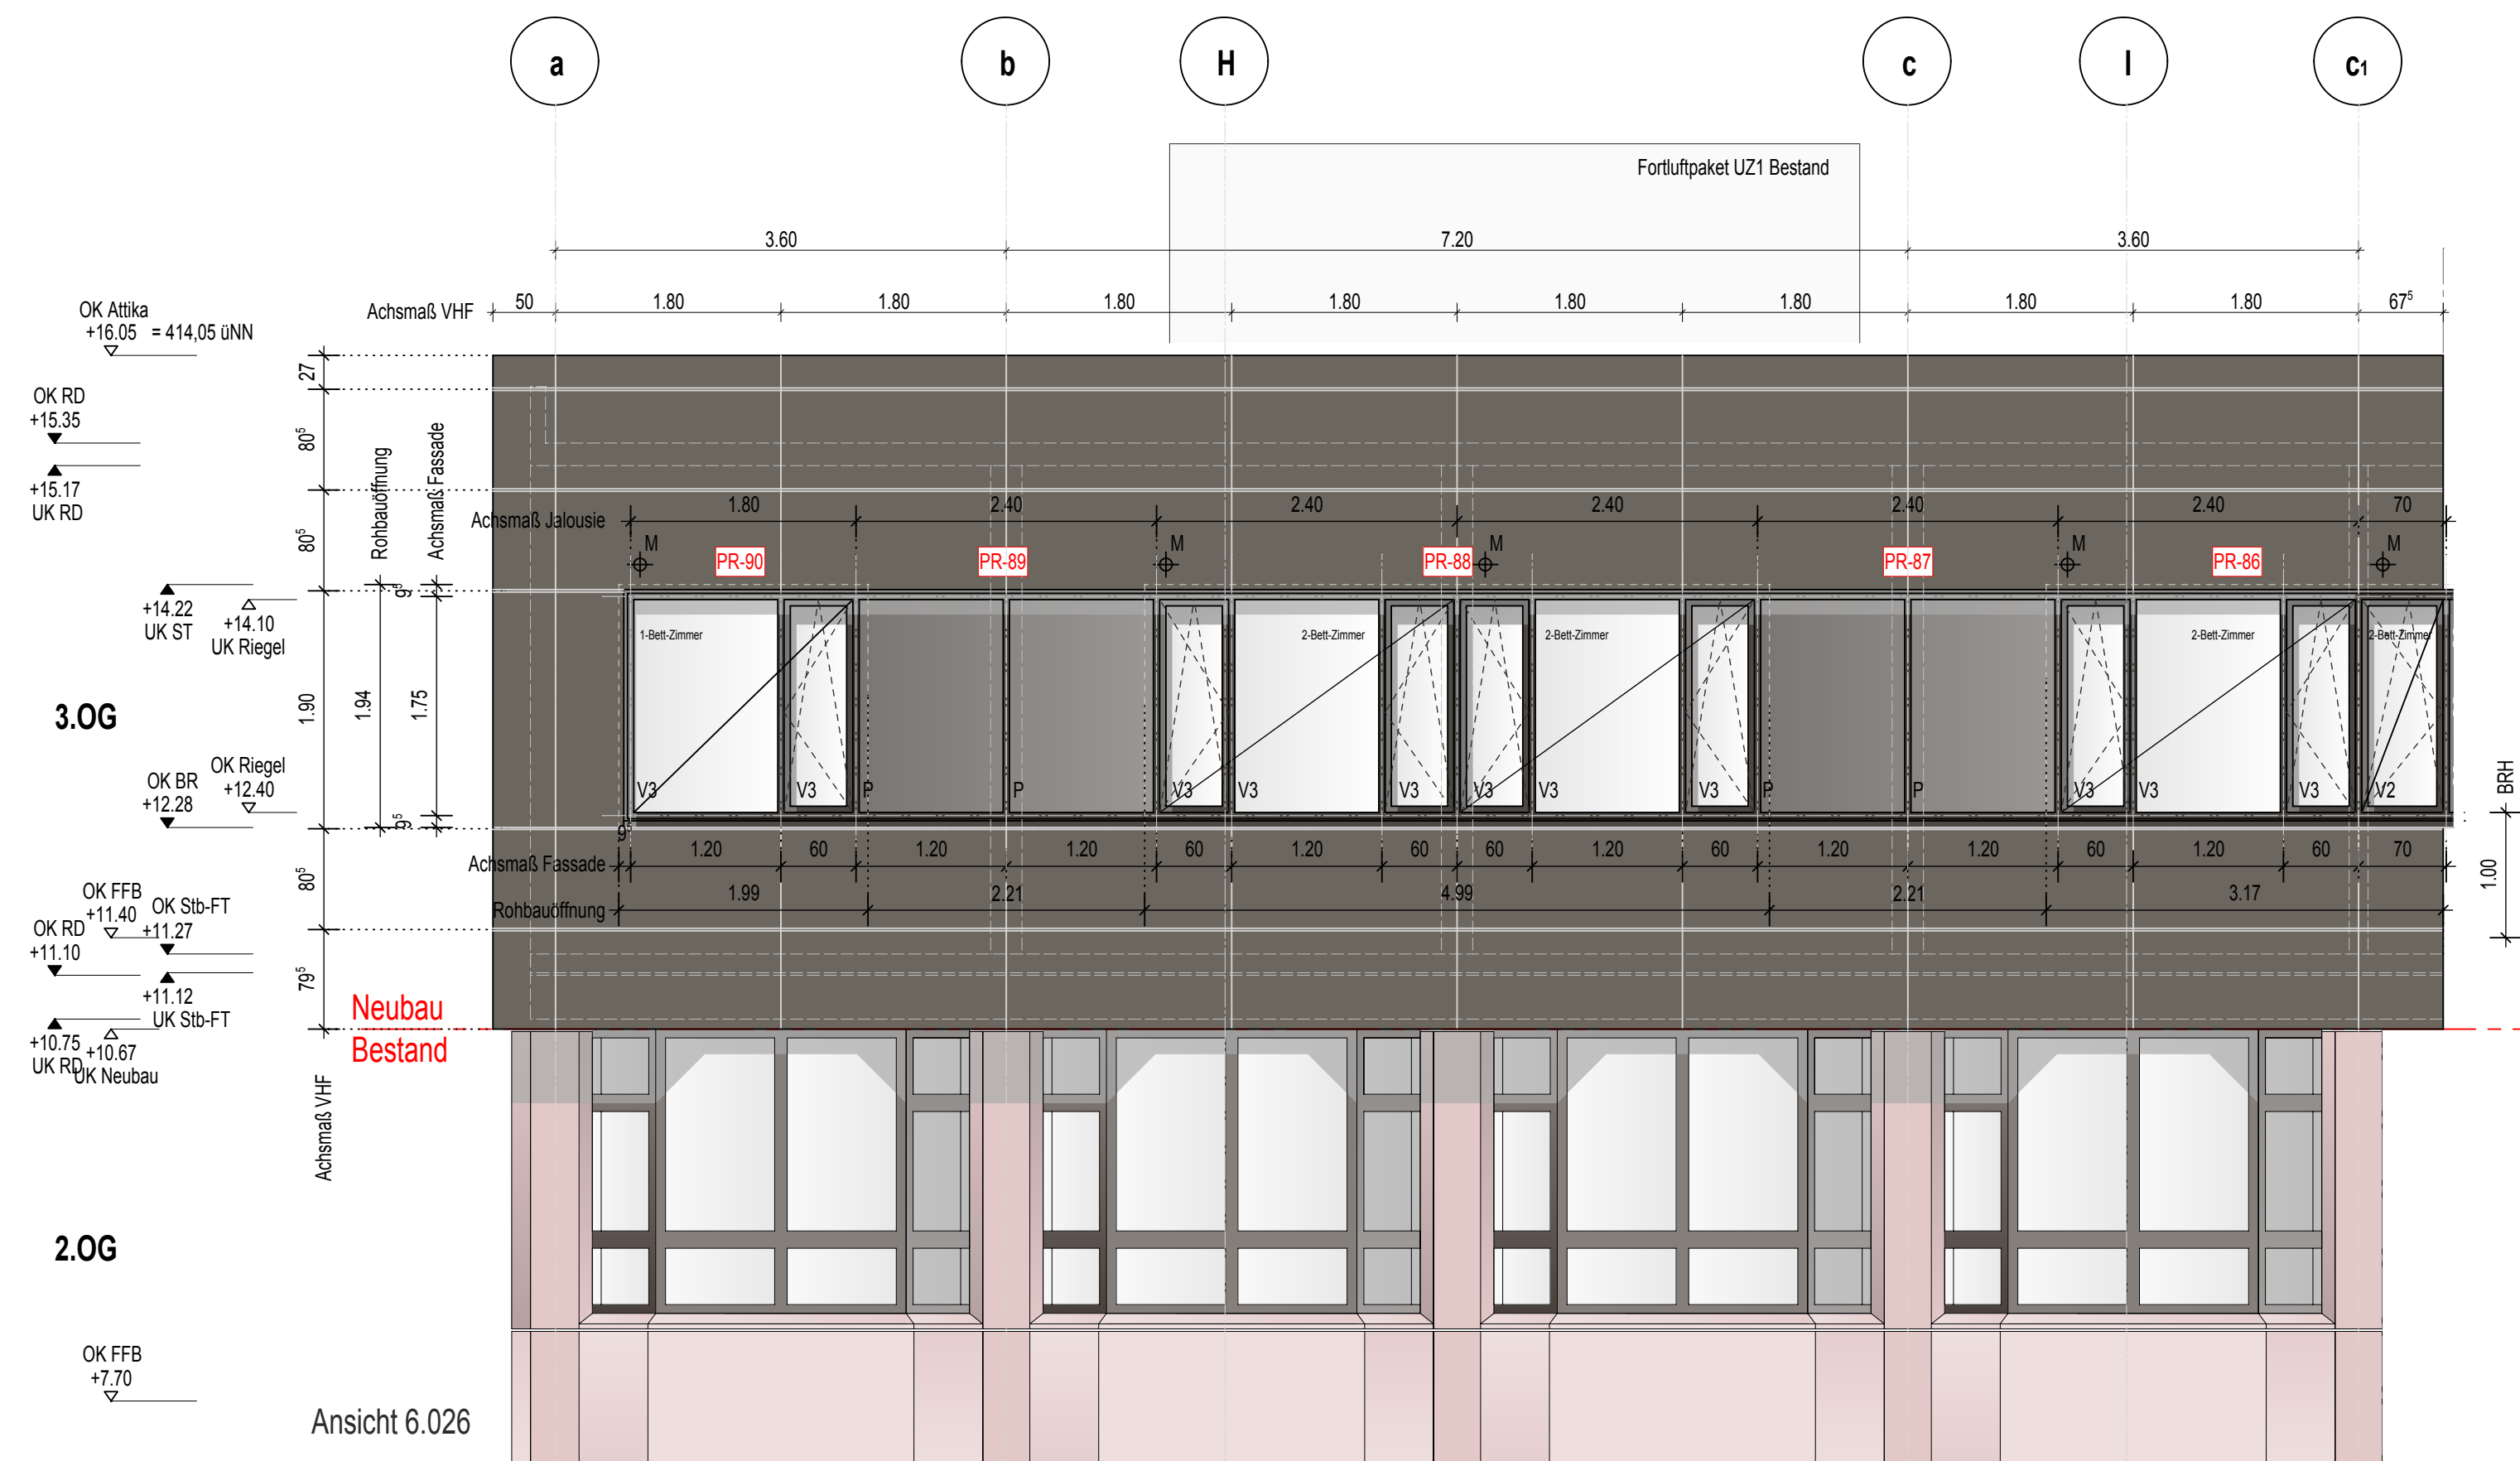 a b H c I c1
Fortluftpaket UZ1 Bestand
3.60 7.20 3.60
Achsmaß VHF 50 1.80 1.80 1.80 1.80 1.80 1.80 1.80 1.80 67⁵
OK Attika
+16.05 = 414,05 üNN
27
OK RD
+15.35
80⁵
+15.17
UK RD
80⁵
Rohbauöffnung
Achsmaß Fassade
Achsmaß Jalousie 1.80 2.40 2.40 2.40 2.40 2.40 70
M M M M M
PR-90 PR-89 PR-88 PR-87 PR-86
9⁵
+14.22
UK ST
+14.10
UK Riegel
1-Bett-Zimmer 2-Bett-Zimmer 2-Bett-Zimmer 2-Bett-Zimmer 2-Bett-Zimmer
3.OG
1.90 1.94 1.75
V3 V3 P P V3 V3 V3 V3 V3 V3 P P V3 V3 V3 V2
OK BR
+12.28
OK Riegel
+12.40
9⁵
9⁵
BRH
1.00
Achsmaß Fassade 1.20 60 1.20 1.20 60 1.20 60 60 1.20 60 1.20 1.20 60 1.20 60 70
80⁵
Rohbauöffnung 1.99 2.21 4.99 2.21 3.17
OK FFB
+11.40
OK Stb-FT
+11.27
OK RD
+11.10
79⁵
+11.12
UK Stb-FT
Neubau
Bestand
+10.75
UK RD
+10.67
UK Neubau
Achsmaß VHF
2.OG
OK FFB
+7.70
Ansicht 6.026